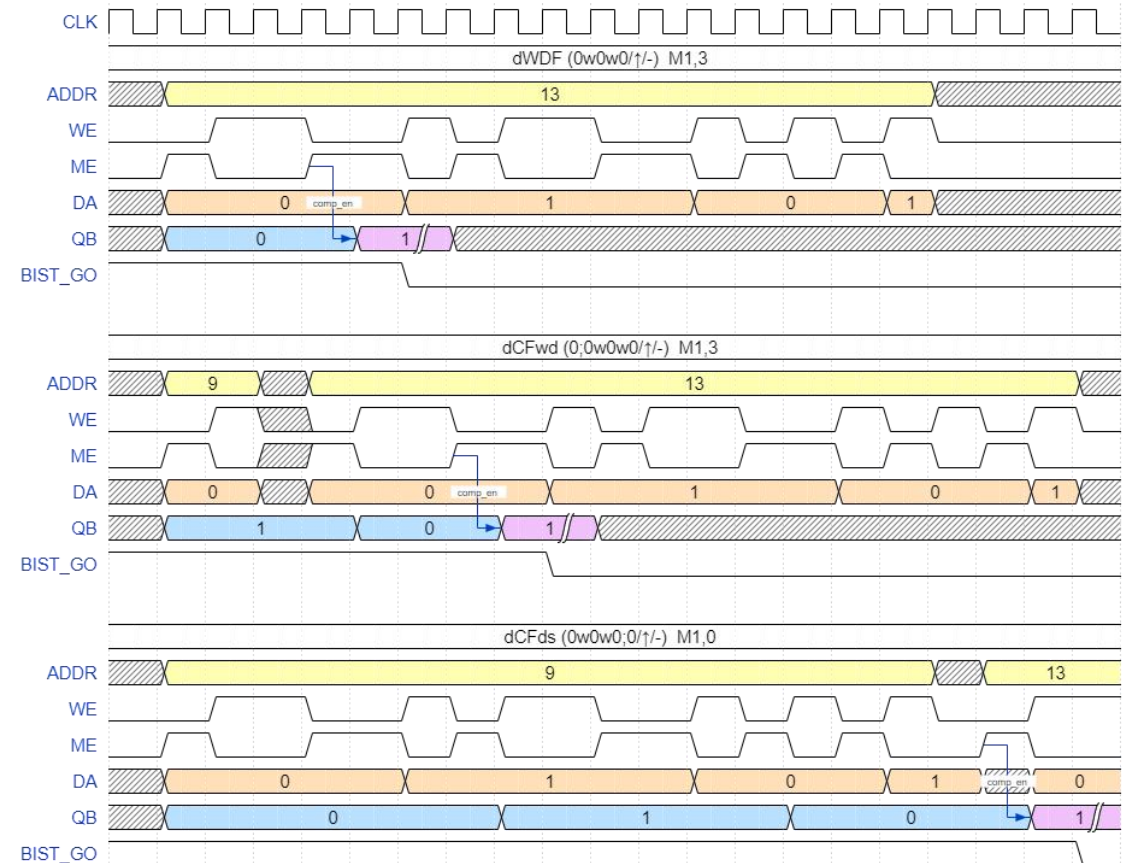 CLK
dWDF (0w0w0/↑/-) M1,3
ADDR 13
WE
ME
DA 0 comp_en 1 0 1
QB 0 1
BIST_GO
dCFwd (0;0w0w0/↑/-) M1,3
ADDR 9 13
WE
ME
DA 0 0 comp_en 1 0 1
QB 1 0 1
BIST_GO
dCFds (0w0w0;0/↑/-) M1,0
ADDR 9 13
WE
ME
DA 0 1 0 1 comp_en 0
QB 0 1 0 1
BIST_GO